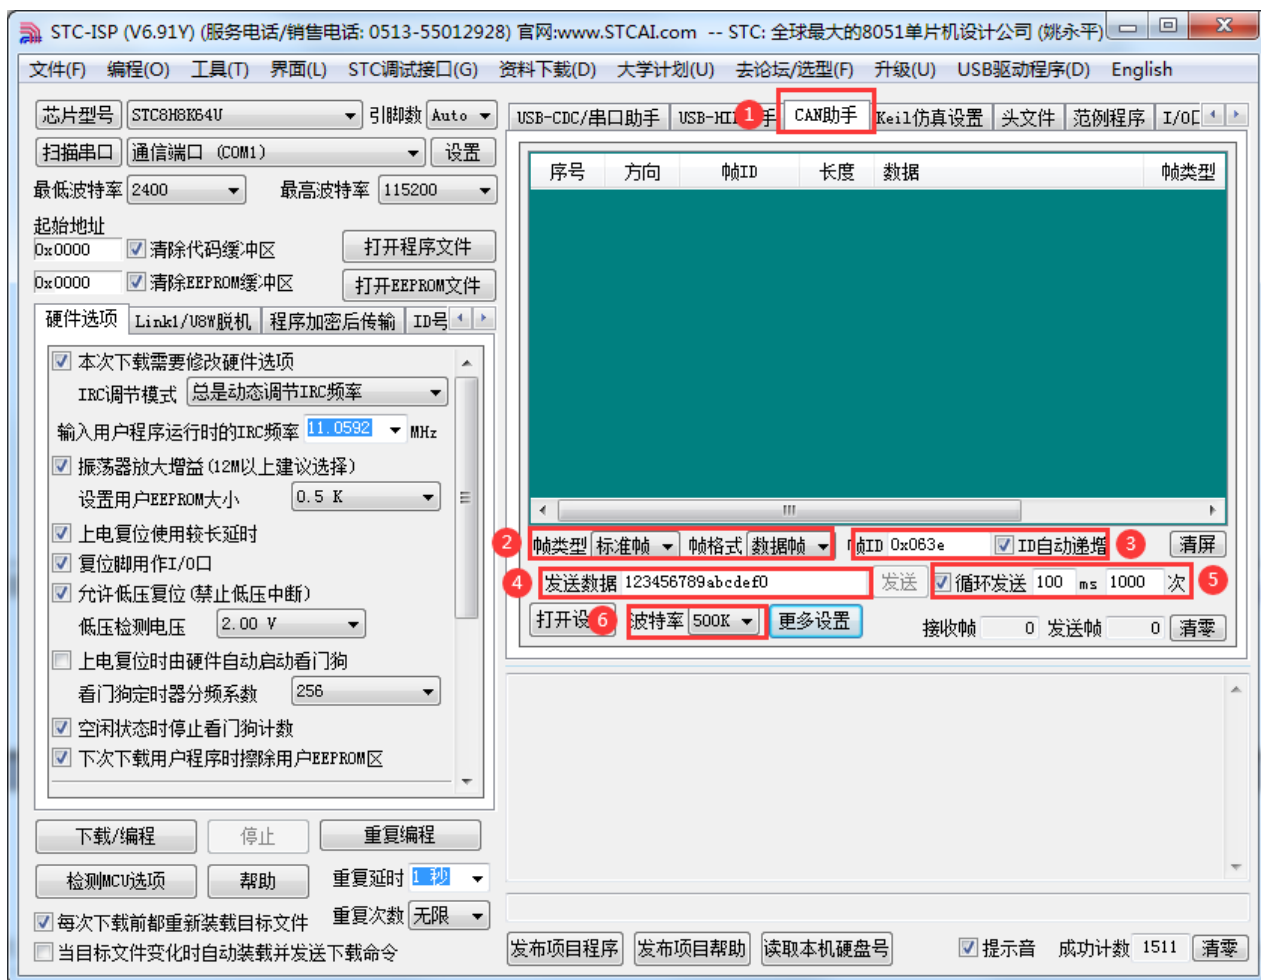 STC-ISP (V6.91Y) (服务电话/销售电话: 0513-55012928) 官网:www.STCAI.com -- STC: 全球最大的8051单片机设计公司 (姚永平)
文件(F) 编程(O) 工具(T) 界面(L) STC调试接口(G) 资料下载(D) 大学计划(U) 去论坛/选型(F) 升级(U) USB驱动程序(D) English
芯片型号 STC8H8K64U 引脚数 Auto
扫描串口 通信端口 (COM1) 设置
最低波特率 2400 最高波特率 115200
起始地址
0x0000 清除代码缓冲区 打开程序文件
0x0000 清除EEPROM缓冲区 打开EEPROM文件
硬件选项 Link1/U8W脱机 程序加密后传输 ID号
本次下载需要修改硬件选项
IRC调节模式 总是动态调节IRC频率
输入用户程序运行时的IRC频率 11.0592 MHz
振荡器放大增益(12M以上建议选择)
设置用户EEPROM大小 0.5 K
上电复位使用较长延时
复位脚用作I/O口
允许低压复位(禁止低压中断)
低压检测电压 2.00 V
上电复位时由硬件自动启动看门狗
看门狗定时器分频系数 256
空闲状态时停止看门狗计数
下次下载用户程序时擦除用户EEPROM区
下载/编程 停止 重复编程
检测MCU选项 帮助 重复延时 1 秒
每次下载前都重新装载目标文件 重复次数 无限
当目标文件变化时自动装载并发送下载命令
USB-CDC/串口助手 USB-HI 1 手 CAN助手 Keil仿真设置 头文件 范例程序 I/O
序号 方向 帧ID 长度 数据 帧类型
2 帧类型 标准帧 帧格式 数据帧 帧ID 0x063e ID自动递增 3 清屏
4 发送数据 123456789abcdef0 发送 循环发送 100 ms 1000 次 5
打开设 6 波特率 500K 更多设置 接收帧 0 发送帧 0 清零
发布项目程序 发布项目帮助 读取本机硬盘号 提示音 成功计数 1511 清零